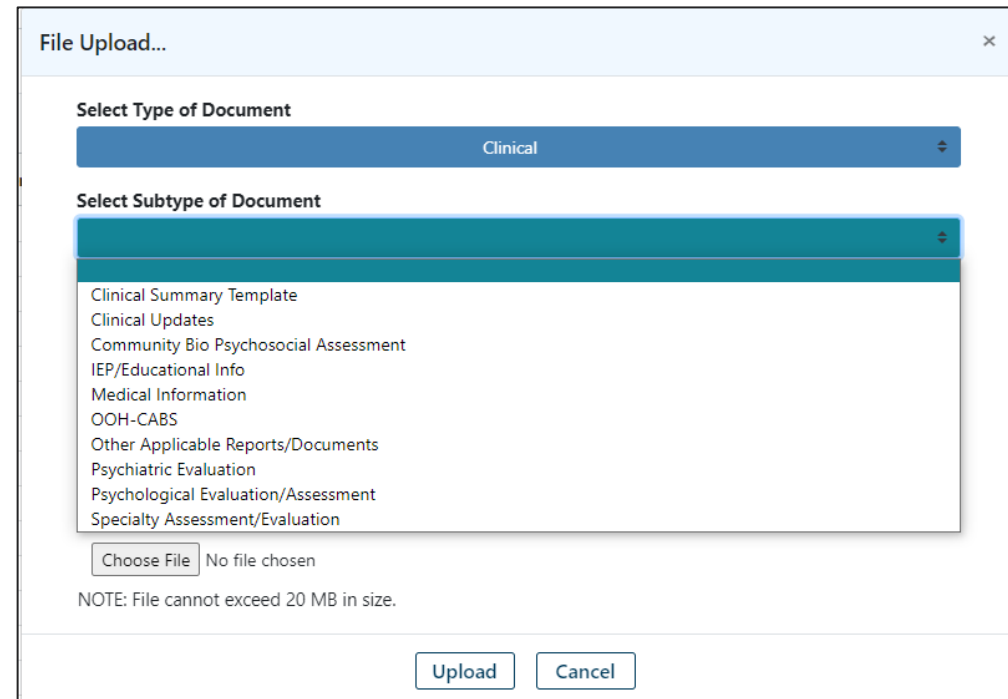 File Upload...
×
Select Type of Document
Clinical
Select Subtype of Document
Clinical Summary Template
Clinical Updates
Community Bio Psychosocial Assessment
IEP/Educational Info
Medical Information
OOH-CABS
Other Applicable Reports/Documents
Psychiatric Evaluation
Psychological Evaluation/Assessment
Specialty Assessment/Evaluation
Choose File No file chosen
NOTE: File cannot exceed 20 MB in size.
Upload Cancel